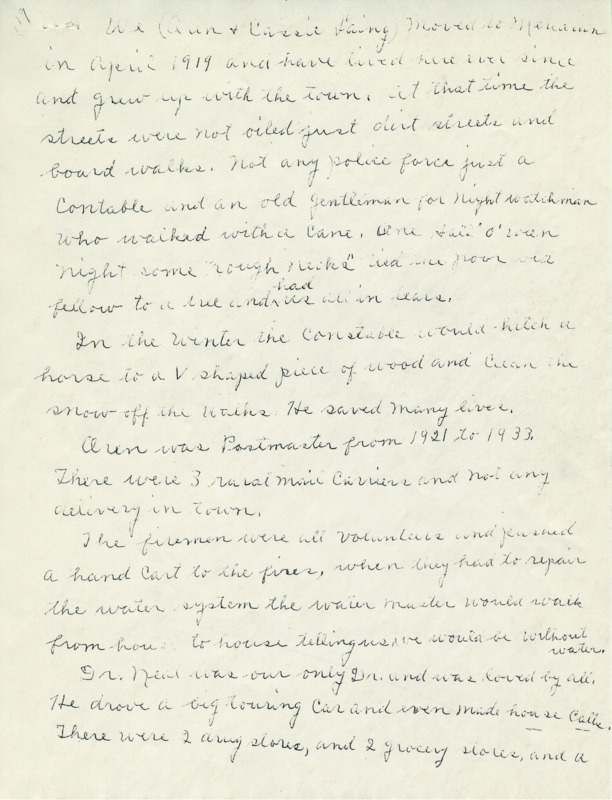 We (Aren & Cassie Laing) Moved to
in April 1919 and have lived here ever since
and grew up with the town. At that time the
streets were not oiled just dirt streets and
board walks. Not any police force just a
Contable and an old gentleman for Night watchman
who walked with a Cane. One Hall'o'ween
night some "rough Necks" tied the poor old
fellow to a tree and had us all in tears.
In the Winter the Constable would hitch a
horse to a V shaped piece of wood and clean the
snow off the walks. He saved Many lives.
Aren was Postmaster from 1921 to 1933.
There were 3 rural Mail Carriers and Not any
delivery in town.
The firemen were all Volunteers and pushed
a hand Cart to the fires, when they had to repair
the water system the water Master would walk
from to house telling us we would be without
water.
Dr. Neal was our only Dr. and was loved by all.
He drove a big touring Car and even made house Calls.
There were 2 drug stores, and 2 grocery stores, and a